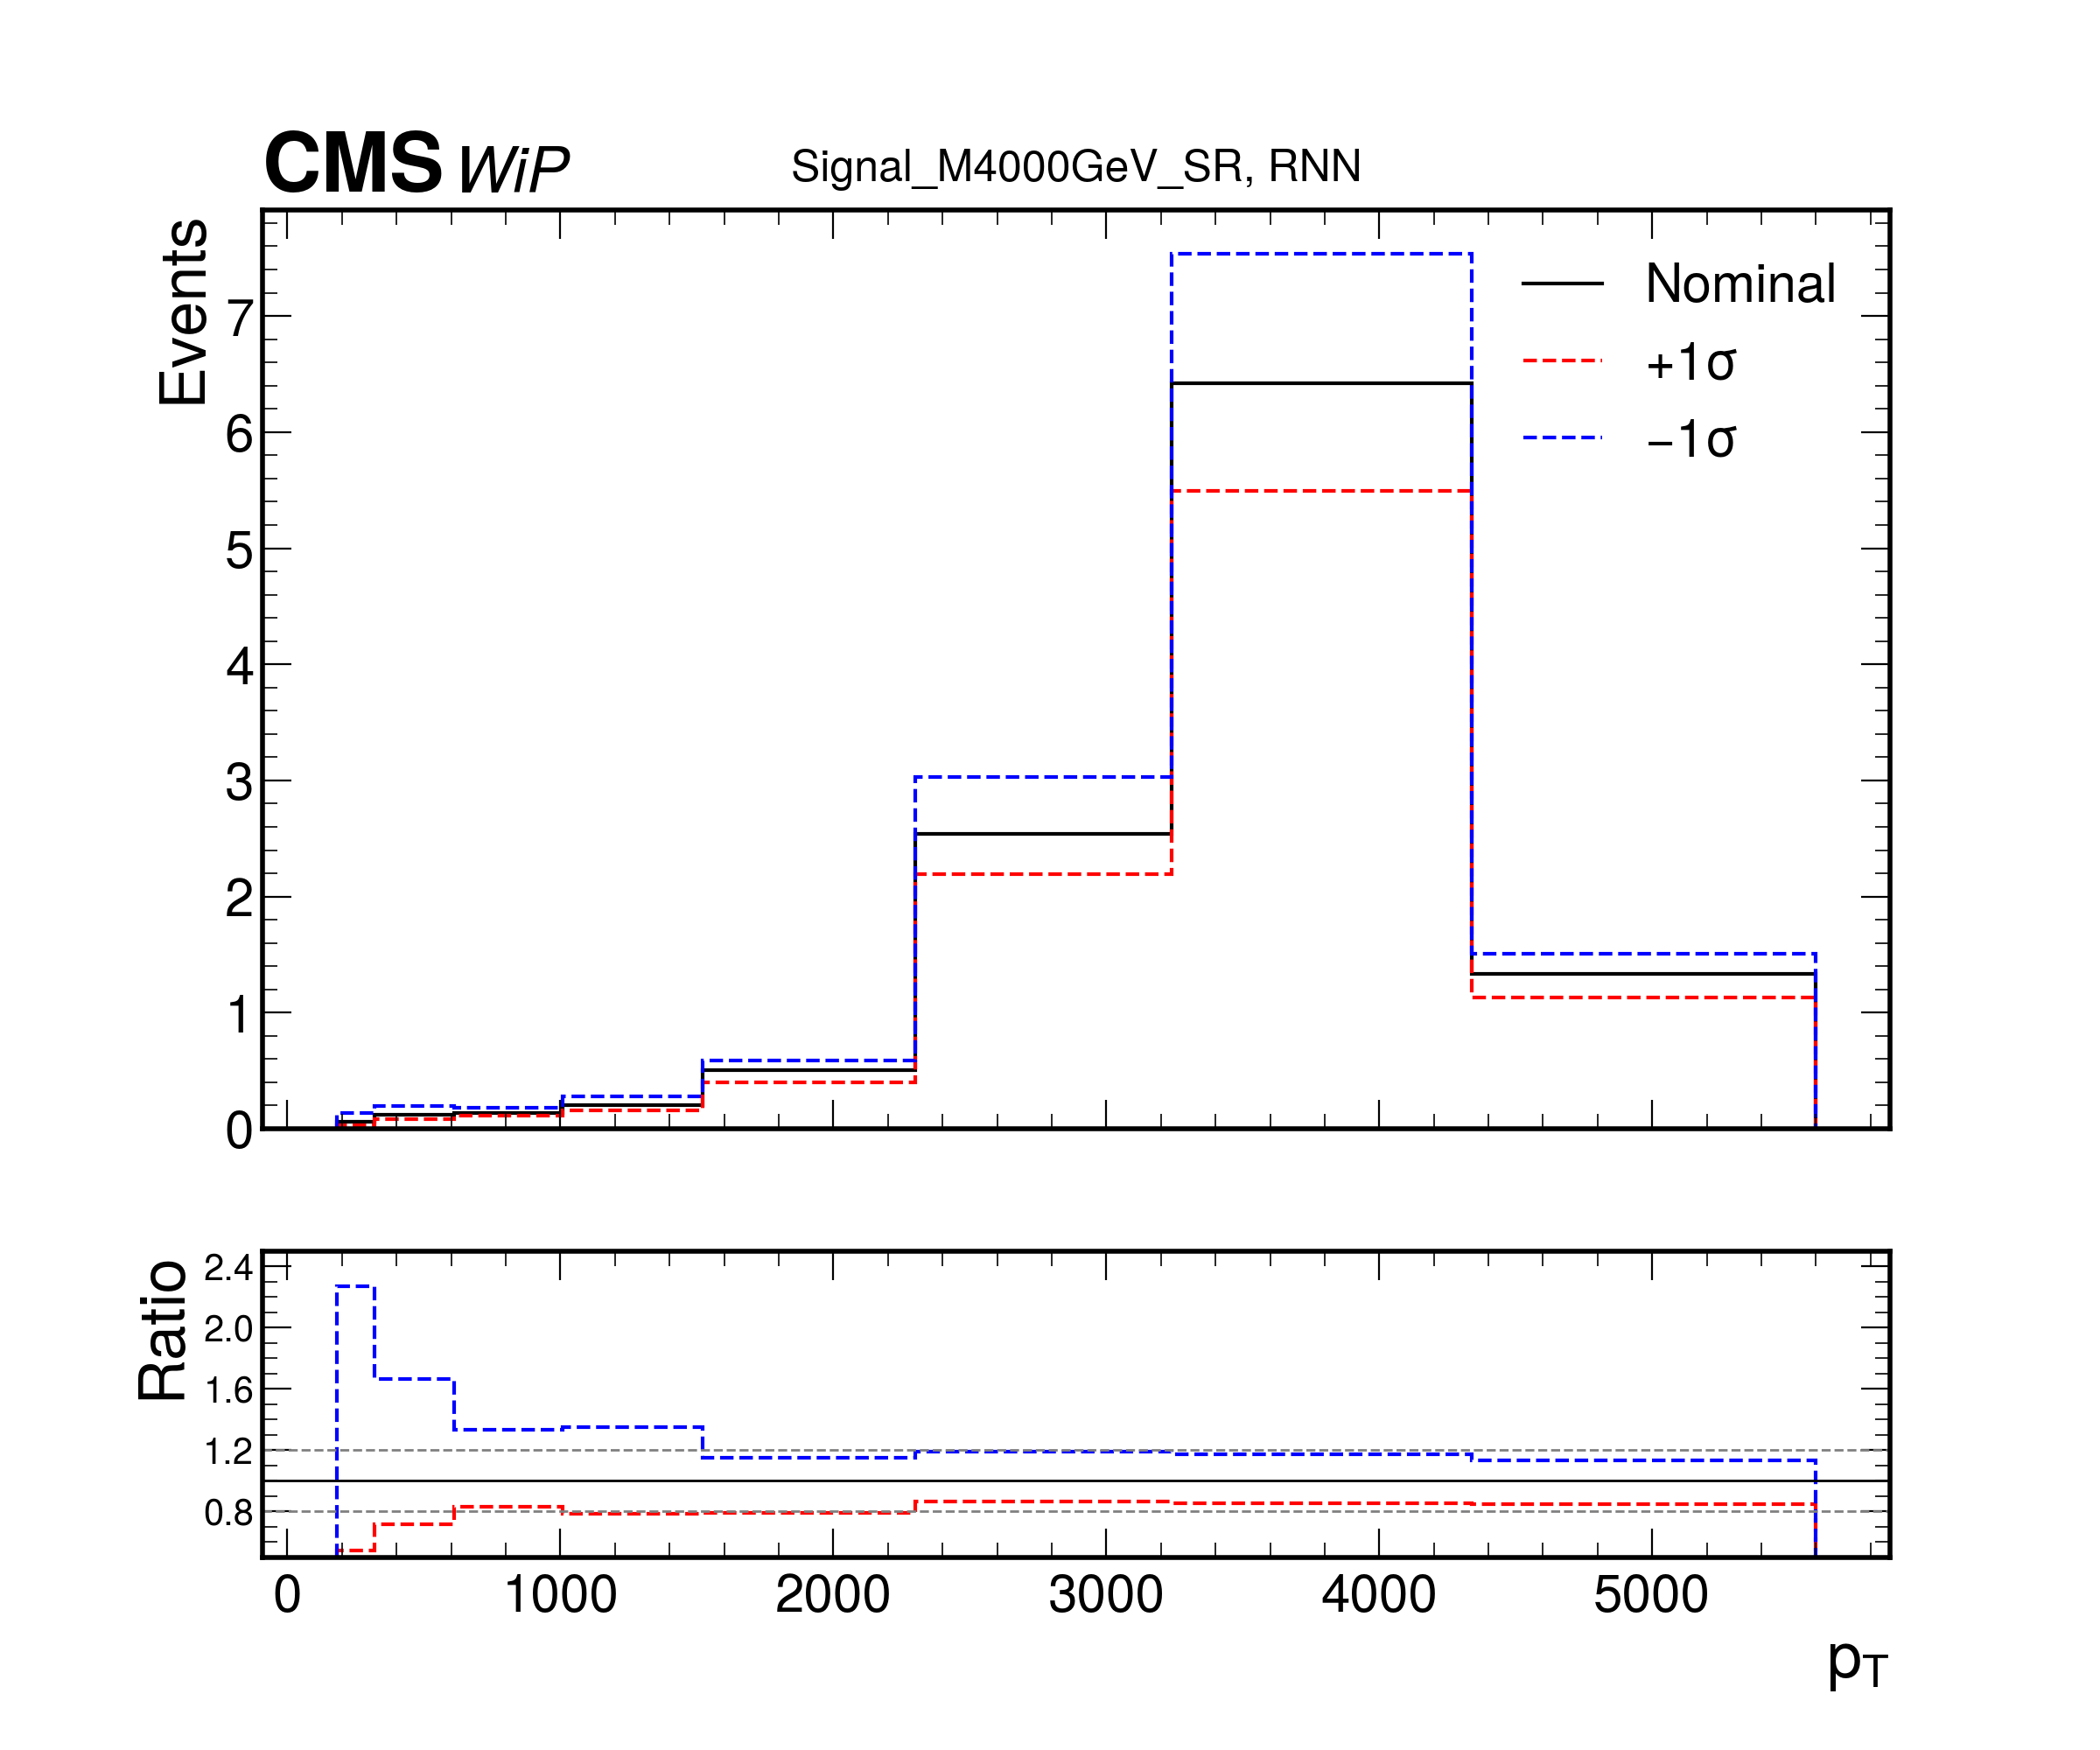 CMS WiP Signal_M4000GeV_SR, RNN
Events
7
6
5
4
3
2
1
0
Nominal
+1σ
−1σ
Ratio
2.4
2.0
1.6
1.2
0.8
0 1000 2000 3000 4000 5000
pT